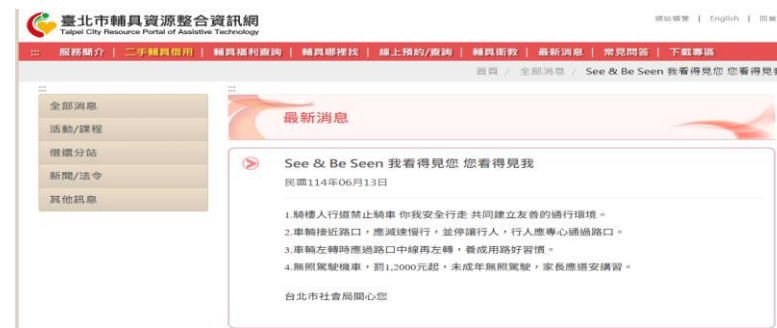 臺北市輔具資源整合資訊網
Taipei City Resource Portal of Assistive Technology
網站導覽 | English | 回首
::: 服務簡介 | 二手輔具借用 | 輔具福利查詢 | 輔具哪裡找 | 線上預約/查詢 | 輔具衛教 | 最新消息 | 常見問答 | 下載專區
首頁 / 全部消息 / See & Be Seen 我看得見您 您看得見我
:::
全部消息
活動/課程
借還分站
新聞/法令
其他訊息
:::
最新消息
See & Be Seen 我看得見您 您看得見我
民國114年06月13日
1.騎樓人行道禁止騎車 你我安全行走 共同建立友善的通行環境。
2.車輛接近路口，應減速慢行，並停讓行人，行人應專心通過路口。
3.車輛左轉時應過路口中線再左轉，養成用路好習慣。
4.無照駕駛機車，罰1,2000元起，未成年無照駕駛，家長應道安講習。
台北市社會局關心您